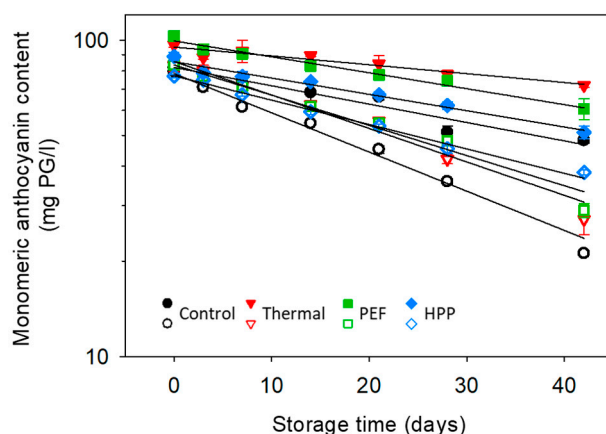 Monomeric anthocyanin content
(mg PG/l)
100
10
Control Thermal PEF HPP
0 10 20 30 40
Storage time (days)